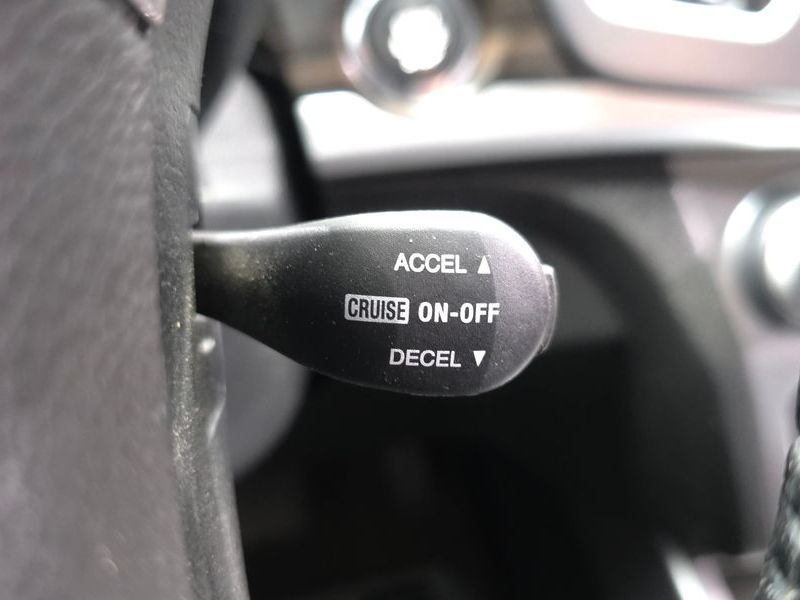 ACCEL ▲
CRUISE ON-OFF
DECEL ▼